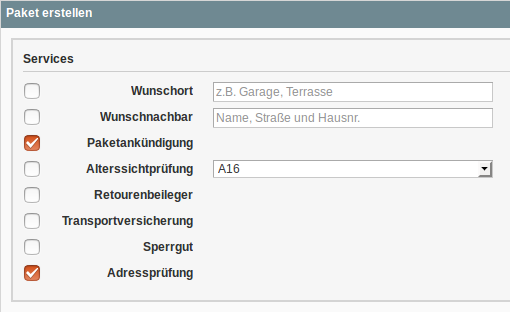 Paket erstellen
Services
Wunschort z.B. Garage, Terrasse
Wunschnachbar Name, Straße und Hausnr.
Paketankündigung
Alterssichtprüfung A16
Retourenbeileger
Transportversicherung
Sperrgut
Adressprüfung